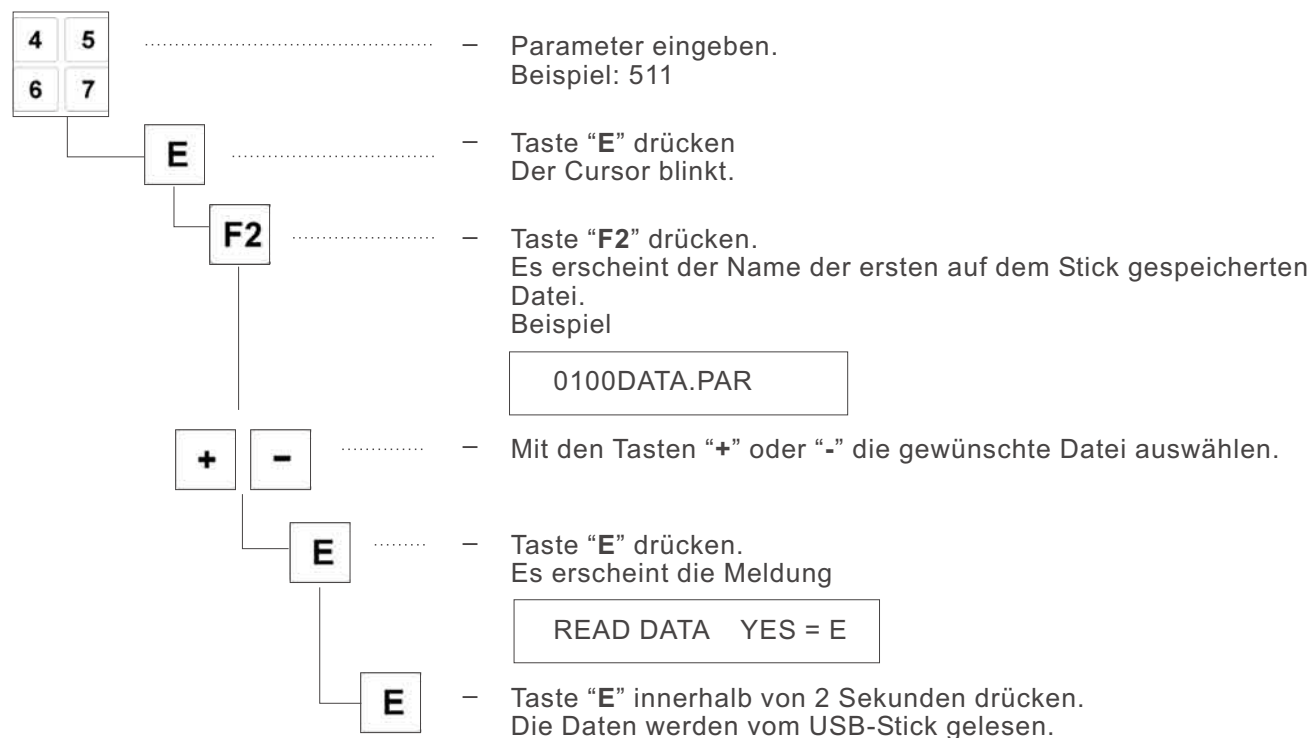 4 5
6 7
– Parameter eingeben.
Beispiel: 511
E
– Taste “E” drücken
Der Cursor blinkt.
F2
– Taste “F2” drücken.
Es erscheint der Name der ersten auf dem Stick gespeicherten
Datei.
Beispiel
0100DATA.PAR
+ -
– Mit den Tasten “+” oder “-” die gewünschte Datei auswählen.
E
– Taste “E” drücken.
Es erscheint die Meldung
READ DATA YES = E
E
– Taste “E” innerhalb von 2 Sekunden drücken.
Die Daten werden vom USB-Stick gelesen.